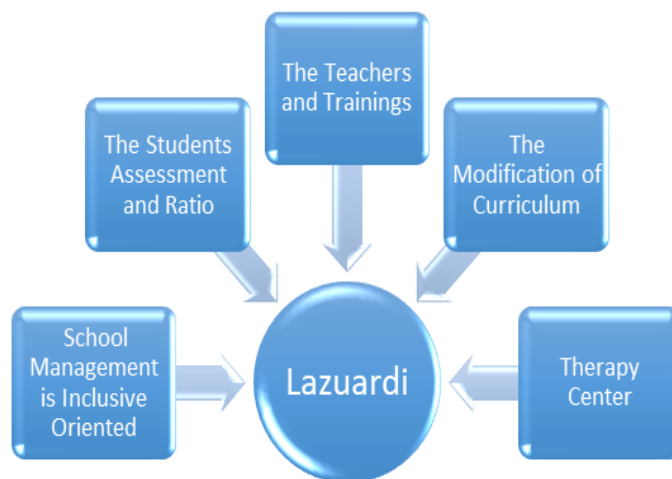 The Teachers
and Trainings
The Students
Assessment
and Ratio
The
Modification of
Curriculum
School
Management
is Inclusive
Oriented
Lazuardi
Therapy
Center